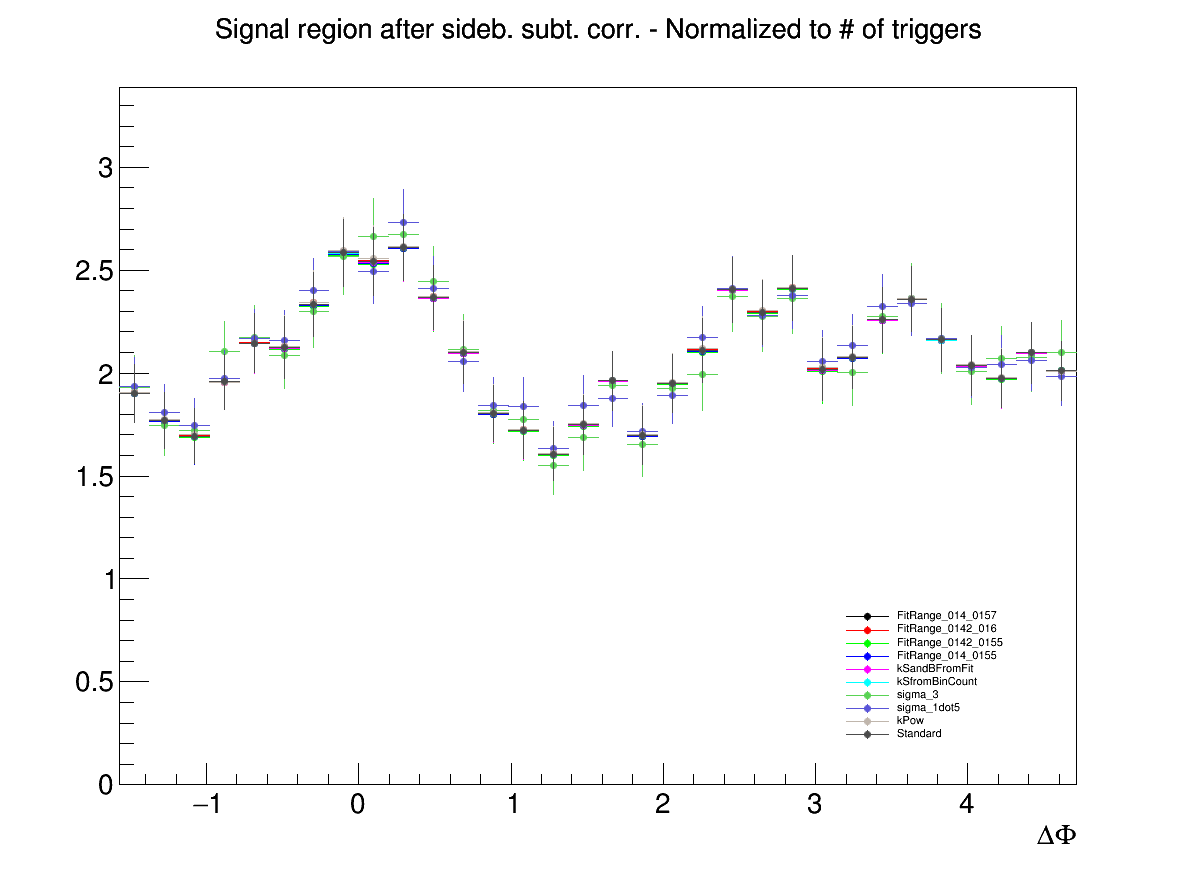 Signal region after sideb. subt. corr. - Normalized to # of triggers
3
2.5
2
1.5
1
0.5
0
−1
0
1
2
3
4
ΔΦ
FitRange_014_0157
FitRange_0142_016
FitRange_0142_0155
FitRange_014_0155
kSandBFromFit
kSfromBinCount
sigma_3
sigma_1dot5
kPow
Standard